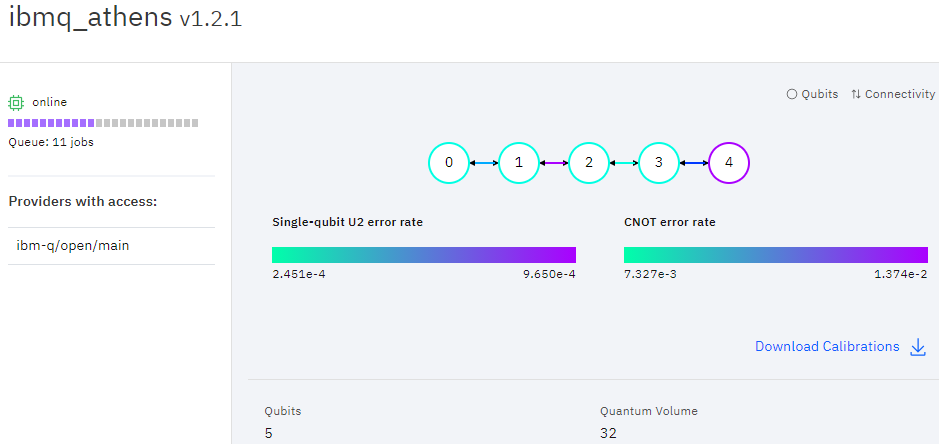 ibmq_athens v1.2.1
online
Queue: 11 jobs
Providers with access:
ibm-q/open/main
Qubits Connectivity
0 1 2 3 4
Single-qubit U2 error rate
2.451e-4 9.650e-4
CNOT error rate
7.327e-3 1.374e-2
Download Calibrations
Qubits
5
Quantum Volume
32